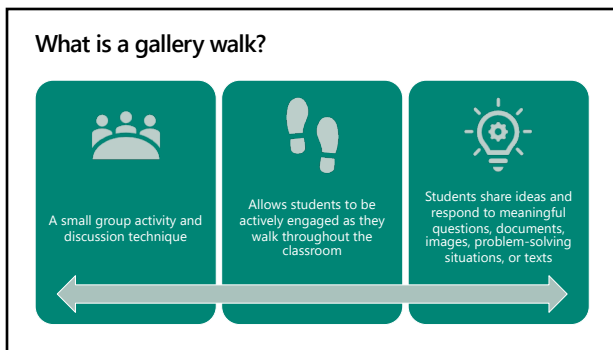 What is a gallery walk?
A small group activity and
discussion technique
Allows students to be
actively engaged as they
walk throughout the
classroom
Students share ideas and
respond to meaningful
questions, documents,
images, problem-solving
situations, or texts